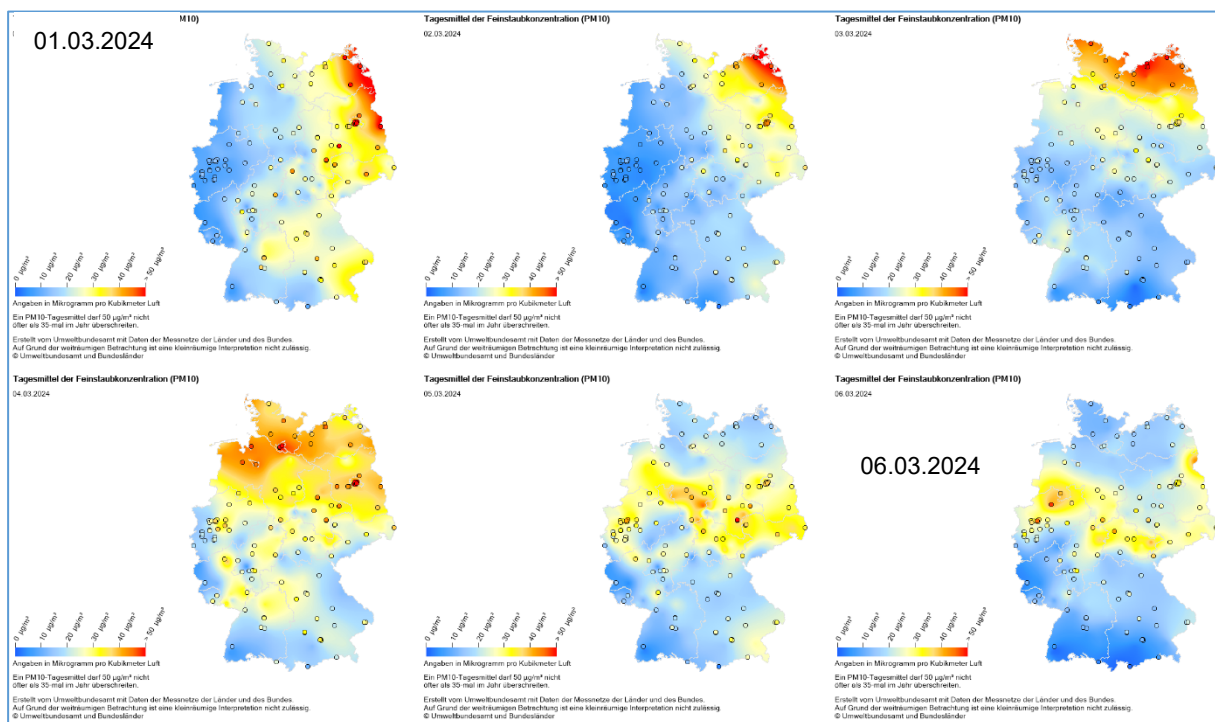 M10)
01.03.2024
0 µg/m³
10 µg/m³
20 µg/m³
30 µg/m³
40 µg/m³
> 50 µg/m³
Angaben in Mikrogramm pro Kubikmeter Luft
Ein PM10-Tagesmittel darf 50 µg/m³ nicht
öfter als 35-mal im Jahr überschreiten.
Erstellt vom Umweltbundesamt mit Daten der Messnetze der Länder und des Bundes.
Auf Grund der weiträumigen Betrachtung ist eine kleinräumige Interpretation nicht zulässig.
© Umweltbundesamt und Bundesländer
Tagesmittel der Feinstaubkonzentration (PM10)
02.03.2024
0 µg/m³
10 µg/m³
20 µg/m³
30 µg/m³
40 µg/m³
> 50 µg/m³
Angaben in Mikrogramm pro Kubikmeter Luft
Ein PM10-Tagesmittel darf 50 µg/m³ nicht
öfter als 35-mal im Jahr überschreiten.
Erstellt vom Umweltbundesamt mit Daten der Messnetze der Länder und des Bundes.
Auf Grund der weiträumigen Betrachtung ist eine kleinräumige Interpretation nicht zulässig.
© Umweltbundesamt und Bundesländer
Tagesmittel der Feinstaubkonzentration (PM10)
03.03.2024
0 µg/m³
10 µg/m³
20 µg/m³
30 µg/m³
40 µg/m³
> 50 µg/m³
Angaben in Mikrogramm pro Kubikmeter Luft
Ein PM10-Tagesmittel darf 50 µg/m³ nicht
öfter als 35-mal im Jahr überschreiten.
Erstellt vom Umweltbundesamt mit Daten der Messnetze der Länder und des Bundes.
Auf Grund der weiträumigen Betrachtung ist eine kleinräumige Interpretation nicht zulässig.
© Umweltbundesamt und Bundesländer
Tagesmittel der Feinstaubkonzentration (PM10)
04.03.2024
0 µg/m³
10 µg/m³
20 µg/m³
30 µg/m³
40 µg/m³
> 50 µg/m³
Angaben in Mikrogramm pro Kubikmeter Luft
Ein PM10-Tagesmittel darf 50 µg/m³ nicht
öfter als 35-mal im Jahr überschreiten.
Erstellt vom Umweltbundesamt mit Daten der Messnetze der Länder und des Bundes.
Auf Grund der weiträumigen Betrachtung ist eine kleinräumige Interpretation nicht zulässig.
© Umweltbundesamt und Bundesländer
Tagesmittel der Feinstaubkonzentration (PM10)
05.03.2024
0 µg/m³
10 µg/m³
20 µg/m³
30 µg/m³
40 µg/m³
> 50 µg/m³
Angaben in Mikrogramm pro Kubikmeter Luft
Ein PM10-Tagesmittel darf 50 µg/m³ nicht
öfter als 35-mal im Jahr überschreiten.
Erstellt vom Umweltbundesamt mit Daten der Messnetze der Länder und des Bundes.
Auf Grund der weiträumigen Betrachtung ist eine kleinräumige Interpretation nicht zulässig.
© Umweltbundesamt und Bundesländer
Tagesmittel der Feinstaubkonzentration (PM10)
06.03.2024
06.03.2024
0 µg/m³
10 µg/m³
20 µg/m³
30 µg/m³
40 µg/m³
> 50 µg/m³
Angaben in Mikrogramm pro Kubikmeter Luft
Ein PM10-Tagesmittel darf 50 µg/m³ nicht
öfter als 35-mal im Jahr überschreiten.
Erstellt vom Umweltbundesamt mit Daten der Messnetze der Länder und des Bundes.
Auf Grund der weiträumigen Betrachtung ist eine kleinräumige Interpretation nicht zulässig.
© Umweltbundesamt und Bundesländer